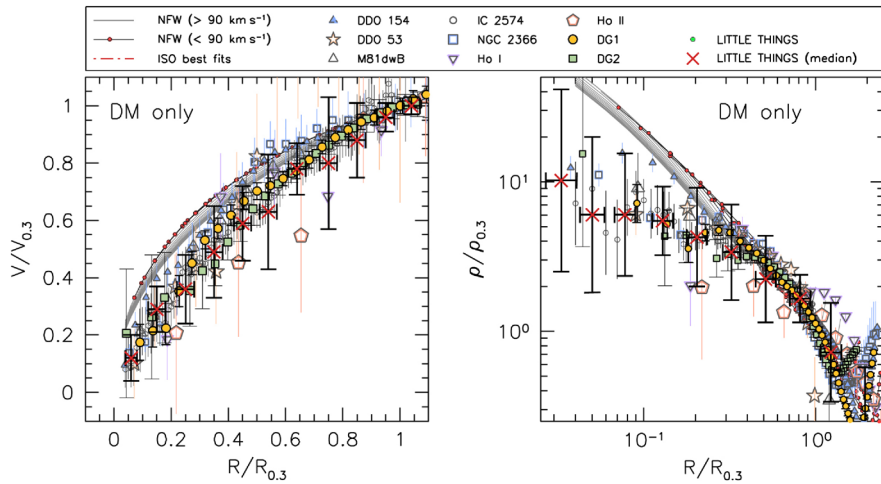 NFW (> 90 km s⁻¹) DDO 154 IC 2574 Ho II
NFW (< 90 km s⁻¹) DDO 53 NGC 2366 DG1 LITTLE THINGS
ISO best fits M81dwB Ho I DG2 LITTLE THINGS (median)
DM only
V/V₀.₃
1
0.8
0.6
0.4
0.2
0
0 0.2 0.4 0.6 0.8 1
R/R₀.₃
DM only
ρ/ρ₀.₃
10¹
10⁰
10⁻¹ 10⁰
R/R₀.₃